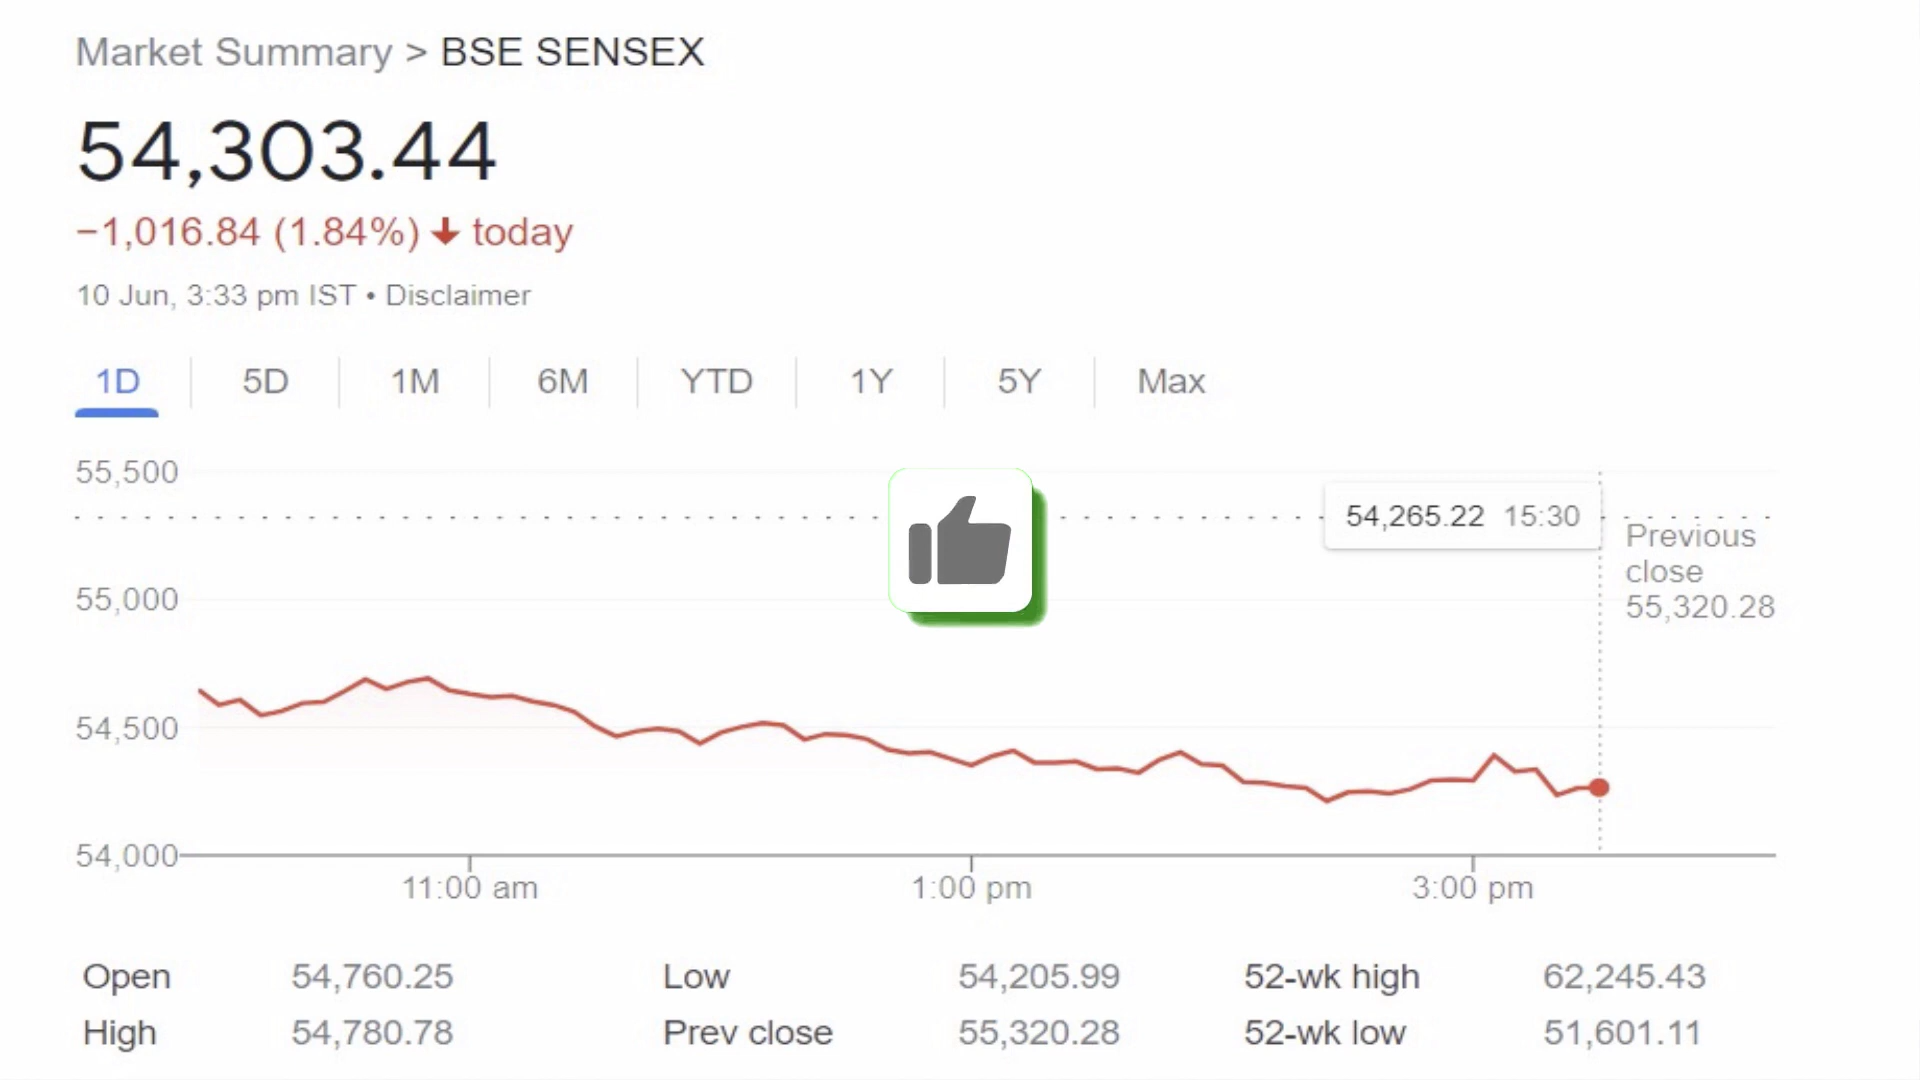 Market Summary > BSE SENSEX
54,303.44
−1,016.84 (1.84%) ↓ today
10 Jun, 3:33 pm IST • Disclaimer
1D 5D 1M 6M YTD 1Y 5Y Max
55,500
54,265.22 15:30
Previous
close
55,320.28
55,000
54,500
54,000
11:00 am 1:00 pm 3:00 pm
Open 54,760.25 Low 54,205.99 52-wk high 62,245.43
High 54,780.78 Prev close 55,320.28 52-wk low 51,601.11